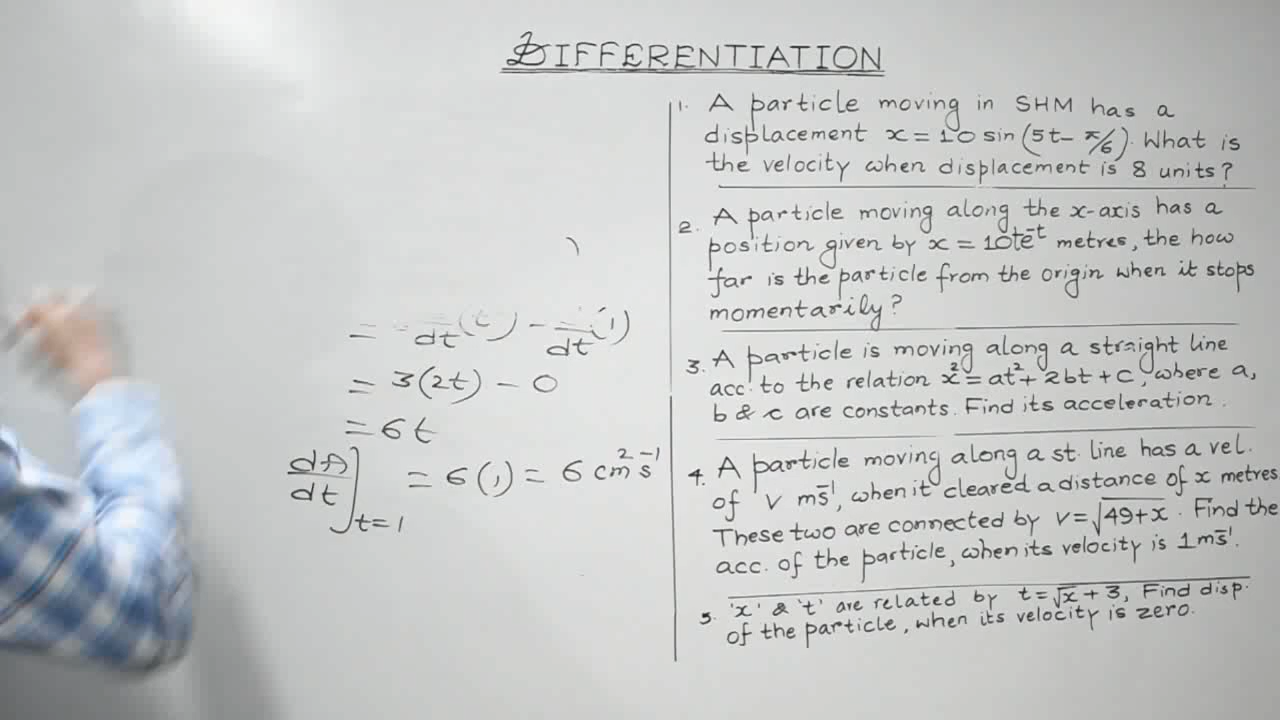 DIFFERENTIATION
= dt(t) - dt(1)
= 3(2t) - 0
= 6t
dA/dt]t=1 = 6(1) = 6 cm² s⁻¹
1. A particle moving in SHM has a
displacement x = 10 sin (5t - π/6). What is
the velocity when displacement is 8 units?
2. A particle moving along the x-axis has a
position given by x = 10te⁻ᵗ metres, the how
far is the particle from the origin when it stops
momentarily?
3. A particle is moving along a straight line
acc. to the relation x² = at² + 2bt + c, where a,
b & c are constants. Find its acceleration.
4. A particle moving along a st. line has a vel.
of v ms⁻¹, when it cleared a distance of x metres
These two are connected by v = √49+x. Find the
acc. of the particle, when its velocity is 1ms⁻¹.
5. 'x' & 't' are related by t = √x + 3, Find disp.
of the particle, when its velocity is zero.